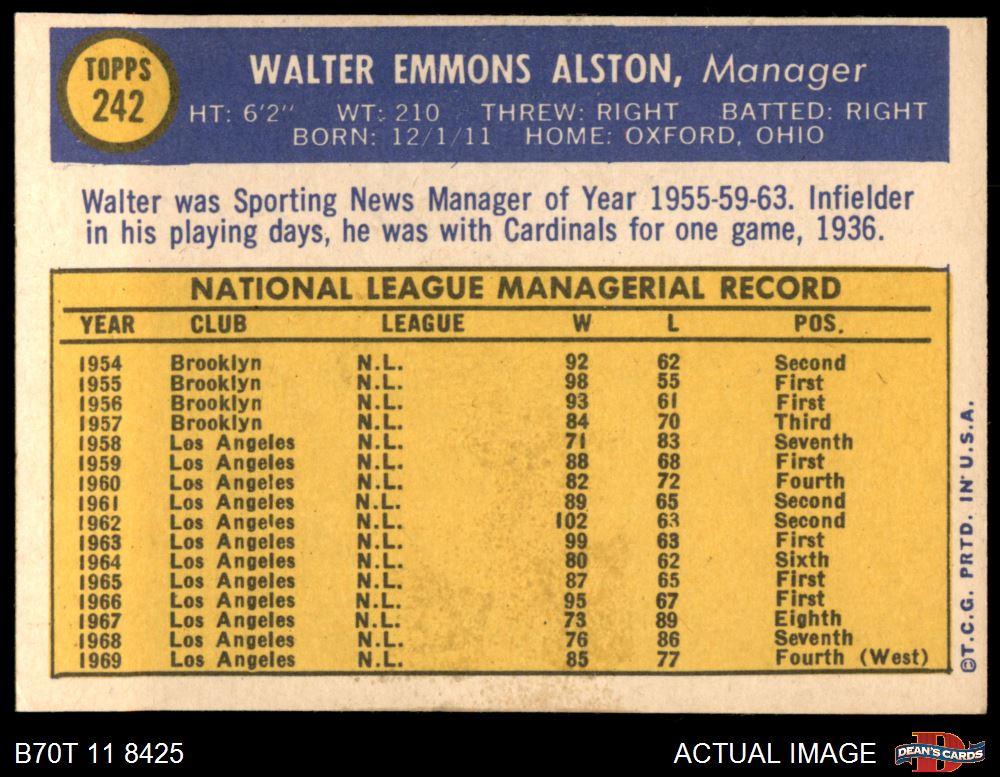 TOPPS
242
WALTER EMMONS ALSTON, Manager
HT: 6'2" WT: 210 THREW: RIGHT BATTED: RIGHT
BORN: 12/1/11 HOME: OXFORD, OHIO
Walter was Sporting News Manager of Year 1955-59-63. Infielder
in his playing days, he was with Cardinals for one game, 1936.
NATIONAL LEAGUE MANAGERIAL RECORD
YEAR CLUB LEAGUE W L POS.
1954 Brooklyn N.L. 92 62 Second
1955 Brooklyn N.L. 98 55 First
1956 Brooklyn N.L. 93 61 First
1957 Brooklyn N.L. 84 70 Third
1958 Los Angeles N.L. 71 83 Seventh
1959 Los Angeles N.L. 88 68 First
1960 Los Angeles N.L. 82 72 Fourth
1961 Los Angeles N.L. 89 65 Second
1962 Los Angeles N.L. 102 63 Second
1963 Los Angeles N.L. 99 63 First
1964 Los Angeles N.L. 80 62 Sixth
1965 Los Angeles N.L. 87 65 First
1966 Los Angeles N.L. 95 67 First
1967 Los Angeles N.L. 73 89 Eighth
1968 Los Angeles N.L. 76 86 Seventh
1969 Los Angeles N.L. 85 77 Fourth (West)
©T.C.G. PRTD. IN U.S.A.
B70T 11 8425
ACTUAL IMAGE
D
DEAN'S CARDS